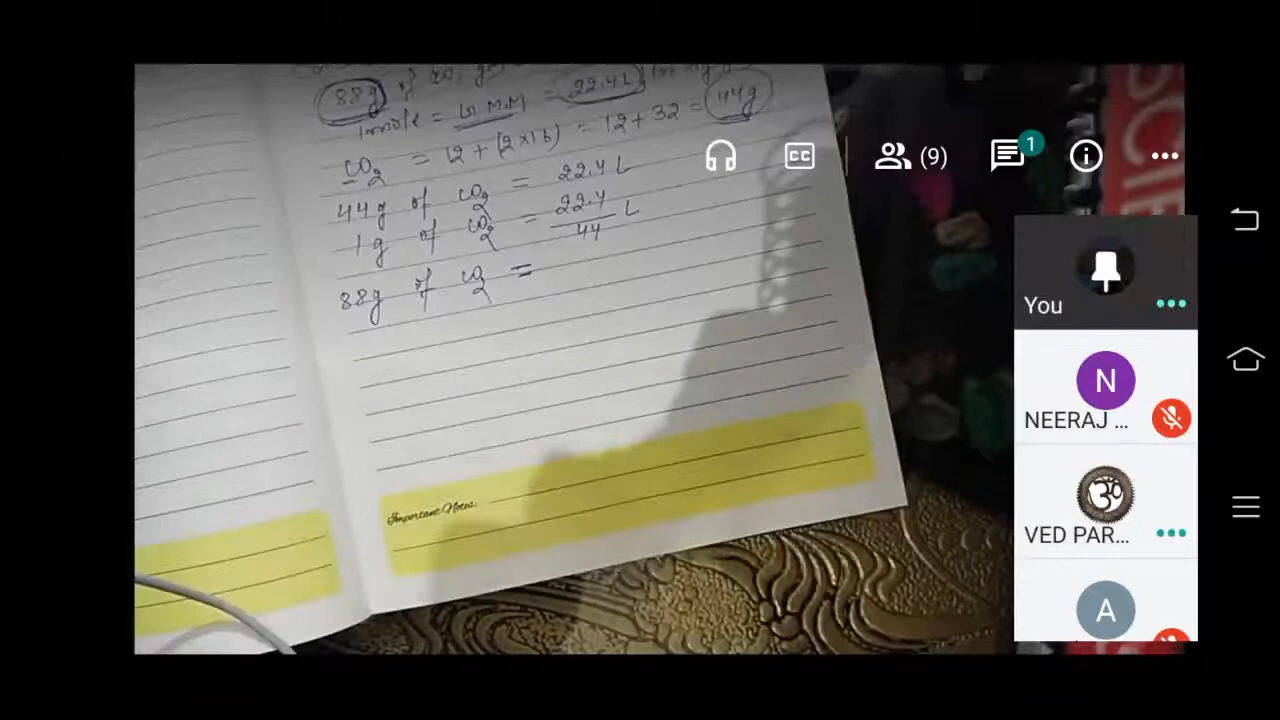 88g of CO2
1mole = G.M.M = 22.4L
CO2 = 12 + (2×16) = 12 + 32 = 44g
44g of CO2 = 22.4 L
1g of CO2 = 22.4/44 L
88g of CO2 =
Important Notes:
CC
(9)
1
You
N
NEERAJ ...
ॐ
VED PAR...
A